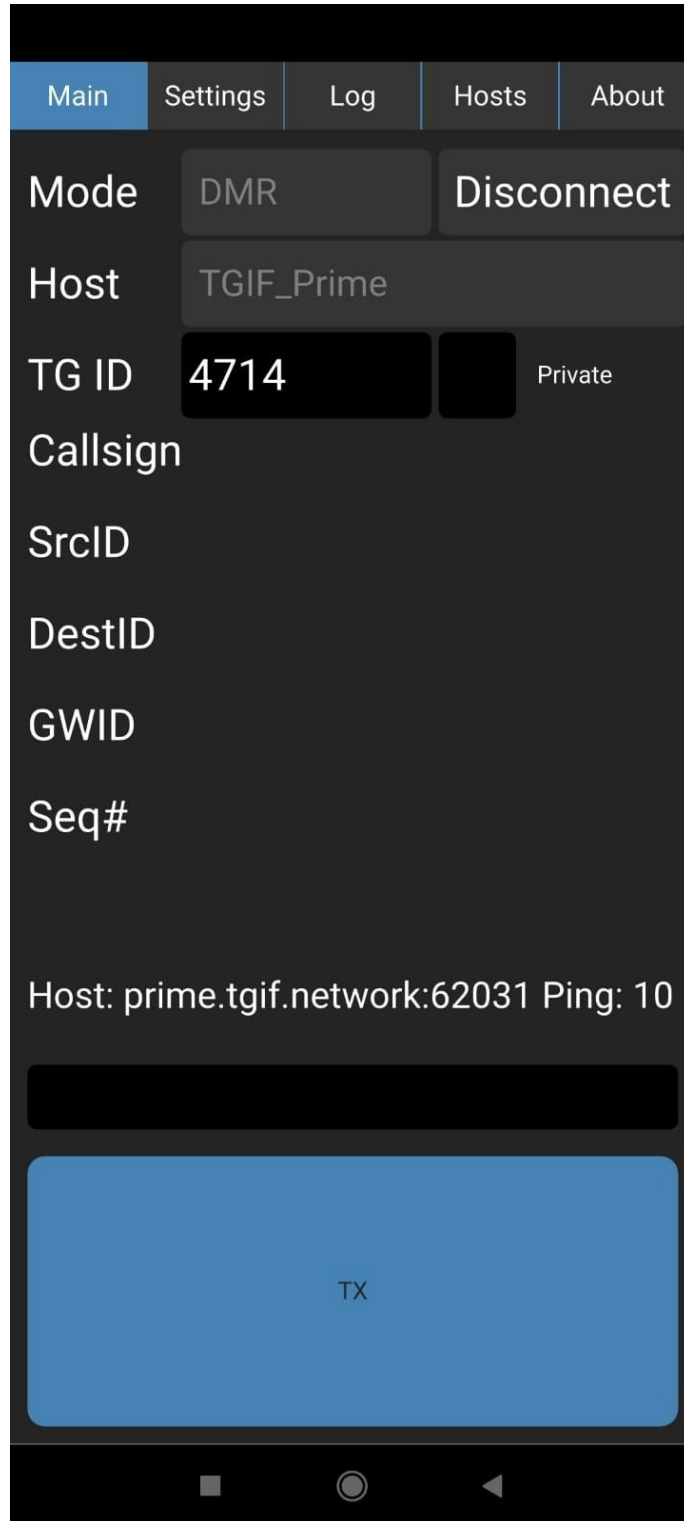 Main Settings Log Hosts About
Mode DMR Disconnect
Host TGIF_Prime
TG ID 4714 Private
Callsign
SrcID
DestID
GWID
Seq#
Host: prime.tgif.network:62031 Ping: 10
TX